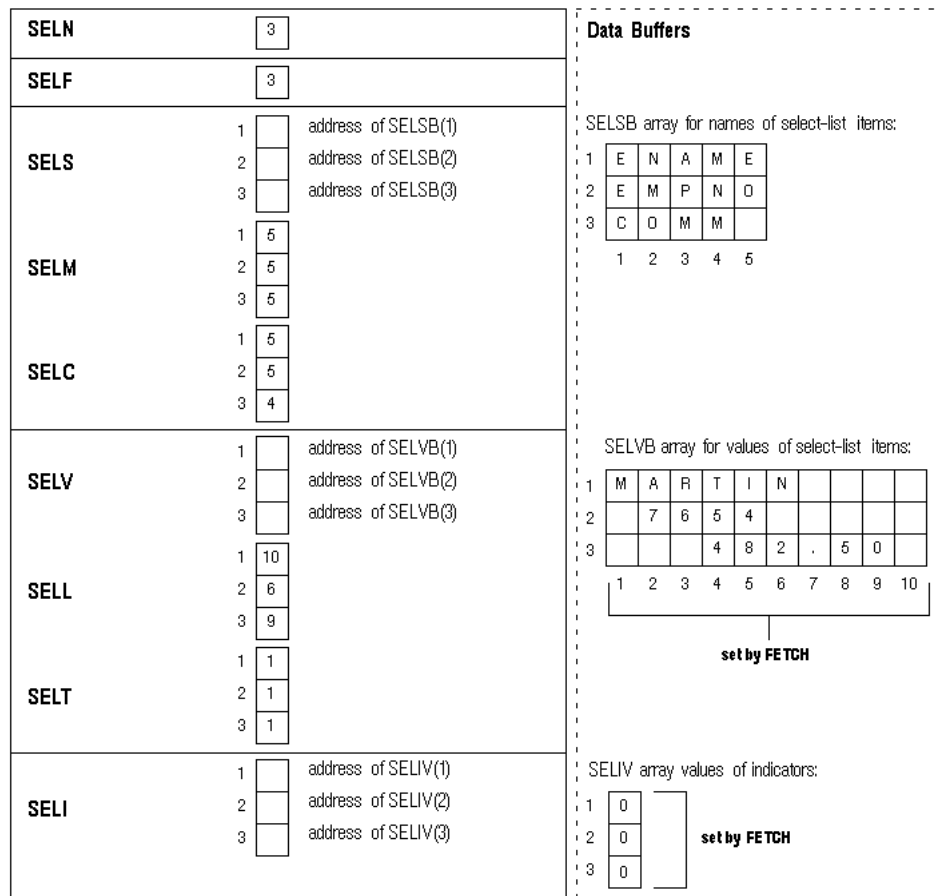 SELN 3
SELF 3
SELS
1 address of SELSB(1)
2 address of SELSB(2)
3 address of SELSB(3)
SELM
1 5
2 5
3 5
SELC
1 5
2 5
3 4
SELV
1 address of SELVB(1)
2 address of SELVB(2)
3 address of SELVB(3)
SELL
1 10
2 6
3 9
SELT
1 1
2 1
3 1
SELI
1 address of SELIV(1)
2 address of SELIV(2)
3 address of SELIV(3)
Data Buffers
SELSB array for names of select-list items:
1 E N A M E
2 E M P N O
3 C O M M
1 2 3 4 5
SELVB array for values of select-list items:
1 M A R T I N
2 7 6 5 4
3 4 8 2 . 5 0
1 2 3 4 5 6 7 8 9 10
set by FETCH
SELIV array values of indicators:
1 0
2 0
3 0
set by FETCH